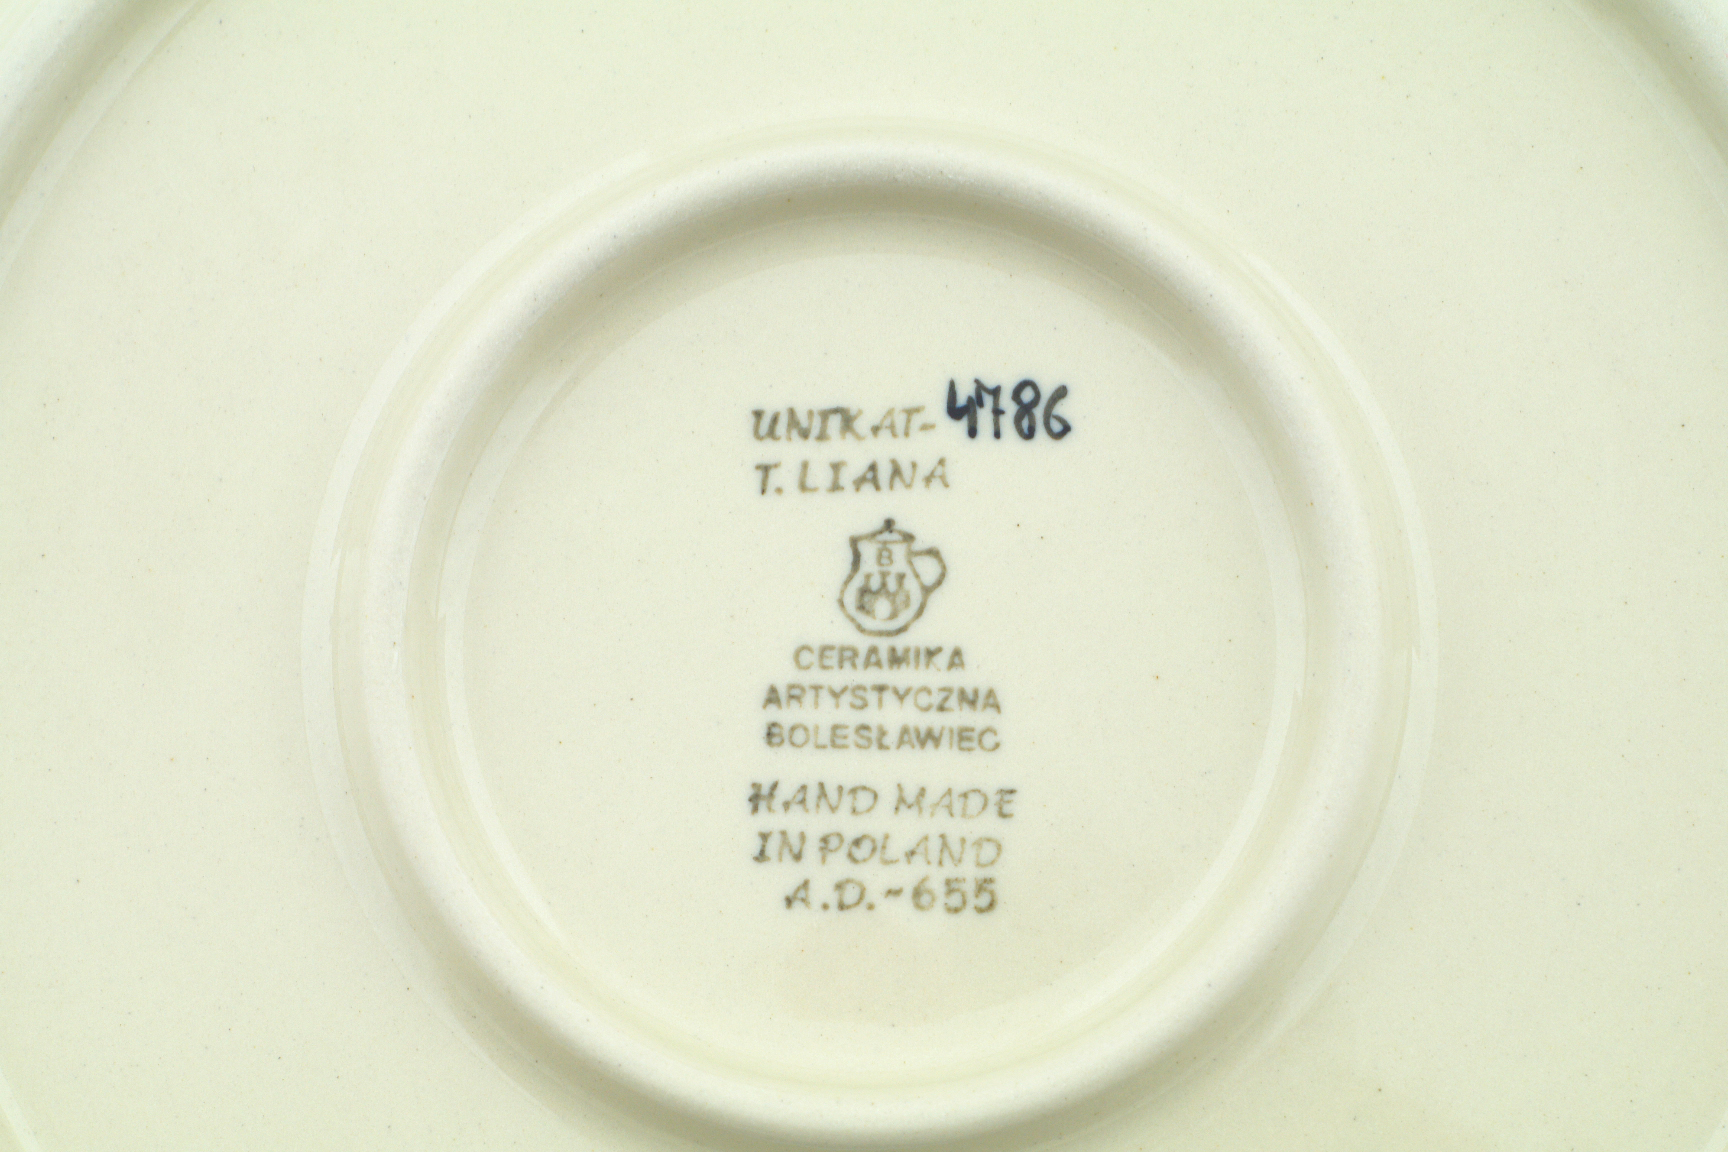 UNIKAT-4786
T. LIANA
B
CERAMIKA
ARTYSTYCZNA
BOLESŁAWIEC
HAND MADE
IN POLAND
A.D.~655